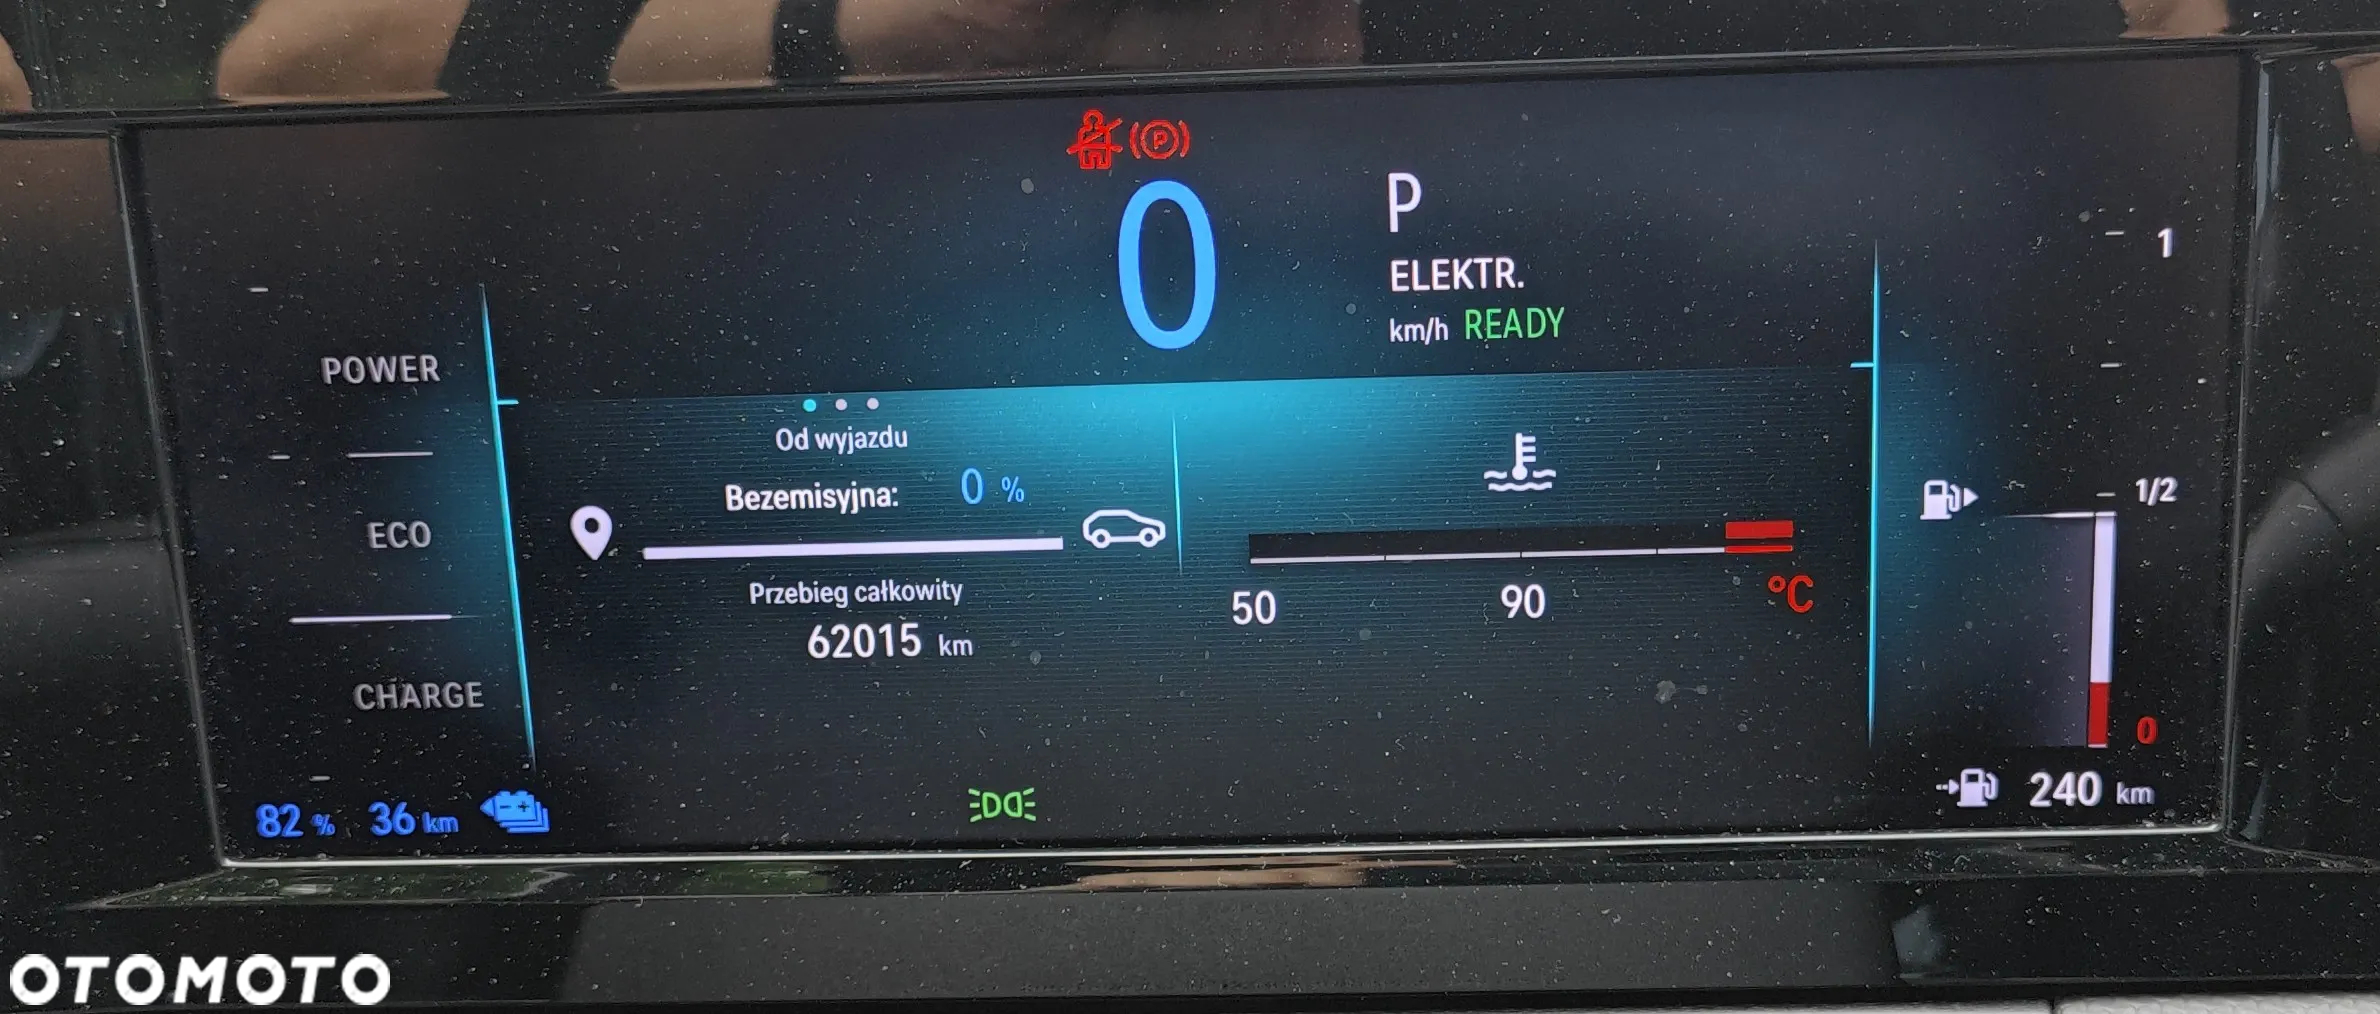 P
0
P
ELEKTR.
km/h READY
1
POWER
Od wyjazdu
Bezemisyjna: 0 %
1/2
ECO
Przebieg całkowity
50 90 °C
62015 km
CHARGE
0
82 % 36 km
240 km
OTOMOTO